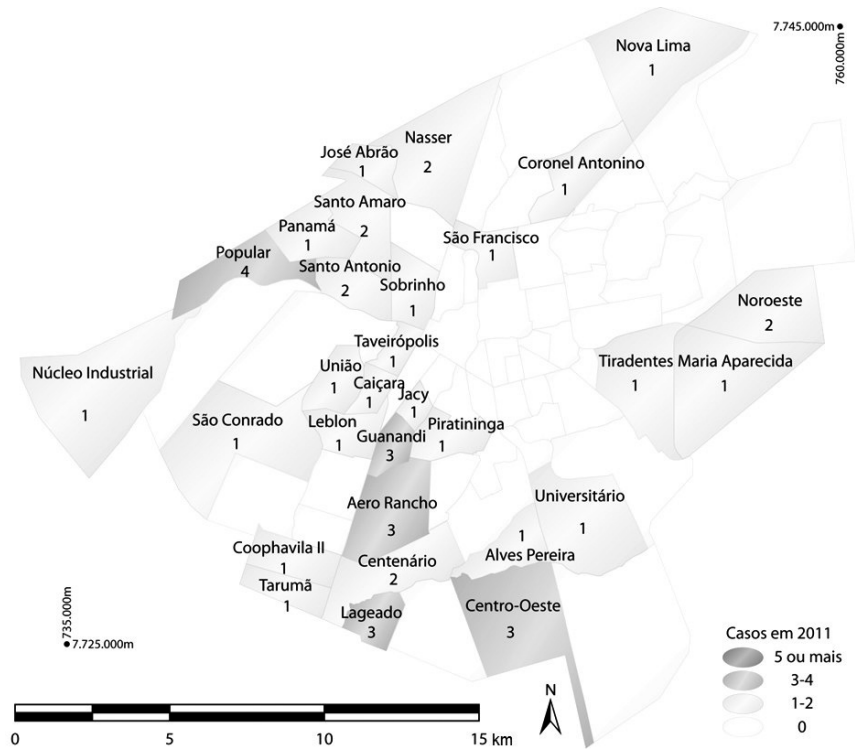 7.745.000m
760.000m
Nova Lima
1
Nasser
2
José Abrão
1
Coronel Antonino
1
Santo Amaro
2
Panamá
1
São Francisco
1
Popular
4
Santo Antonio
2
Sobrinho
1
Noroeste
2
Taveirópolis
1
Tiradentes
1
Maria Aparecida
1
Núcleo Industrial
1
União
1
Caiçara
1
Jacy
1
São Conrado
1
Leblon
1
Guanandi
3
Piratininga
1
Aero Rancho
3
Universitário
1
1
Alves Pereira
Coophavila II
1
Centenário
2
Tarumã
1
Lageado
3
Centro-Oeste
3
735.000m
7.725.000m
Casos em 2011
5 ou mais
3-4
1-2
0
N
0 5 10 15 km